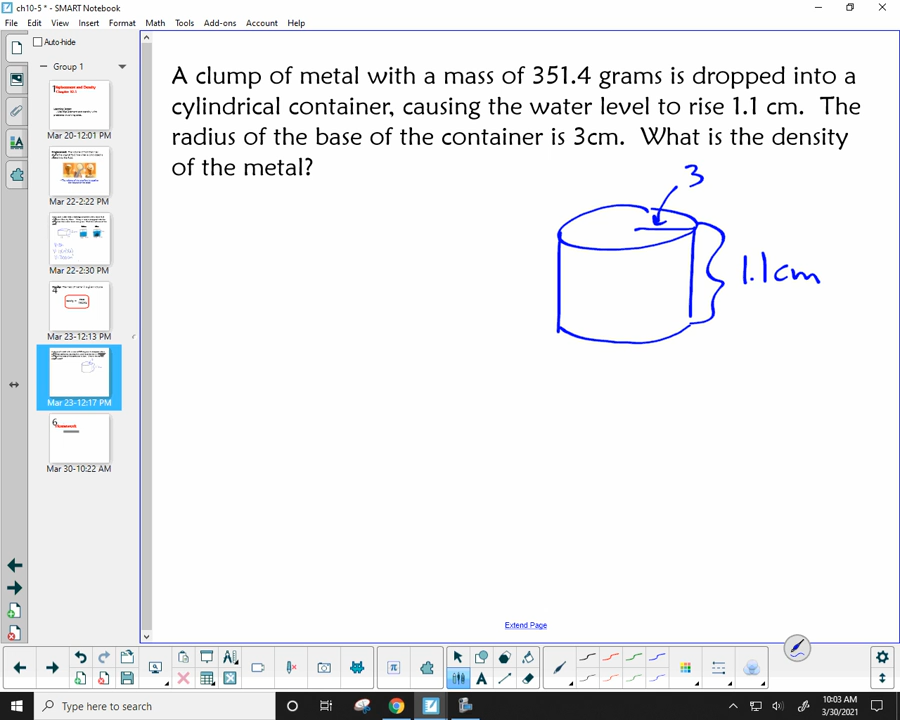 ch10-5 * - SMART Notebook
File Edit View Insert Format Math Tools Add-ons Account Help
Auto-hide
Group 1
Mar 20-12:01 PM
Mar 22-2:22 PM
Mar 22-2:30 PM
Mar 23-12:13 PM
Mar 23-12:17 PM
6
Mar 30-10:22 AM
A clump of metal with a mass of 351.4 grams is dropped into a
cylindrical container, causing the water level to rise 1.1 cm. The
radius of the base of the container is 3cm. What is the density
of the metal?
3
1.1cm
Extend Page
Type here to search
10:03 AM
3/30/2021